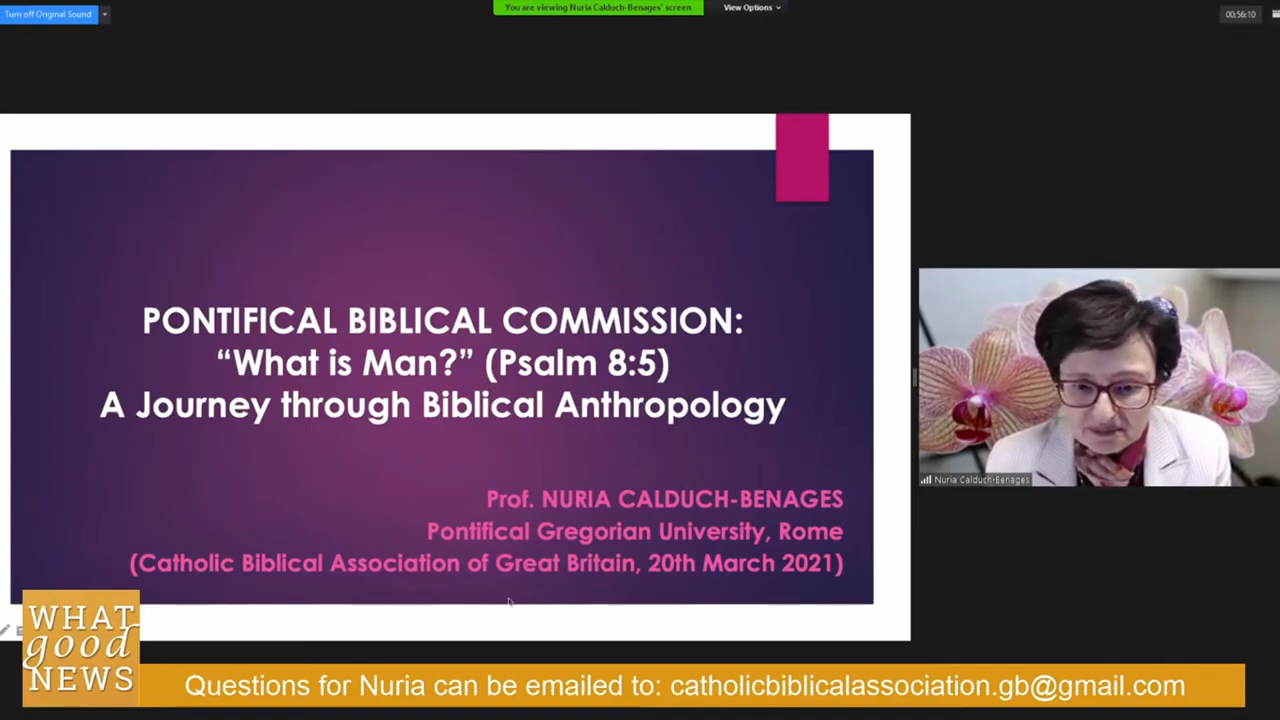 Turn off Original Sound
You are viewing Nuria Calduch-Benages' screen
View Options
00:56:10
PONTIFICAL BIBLICAL COMMISSION:
“What is Man?” (Psalm 8:5)
A Journey through Biblical Anthropology
Prof. NURIA CALDUCH-BENAGES
Pontifical Gregorian University, Rome
(Catholic Biblical Association of Great Britain, 20th March 2021)
Nuria Calduch-Benages
WHAT
good
NEWS
Questions for Nuria can be emailed to: catholicbiblicalassociation.gb@gmail.com